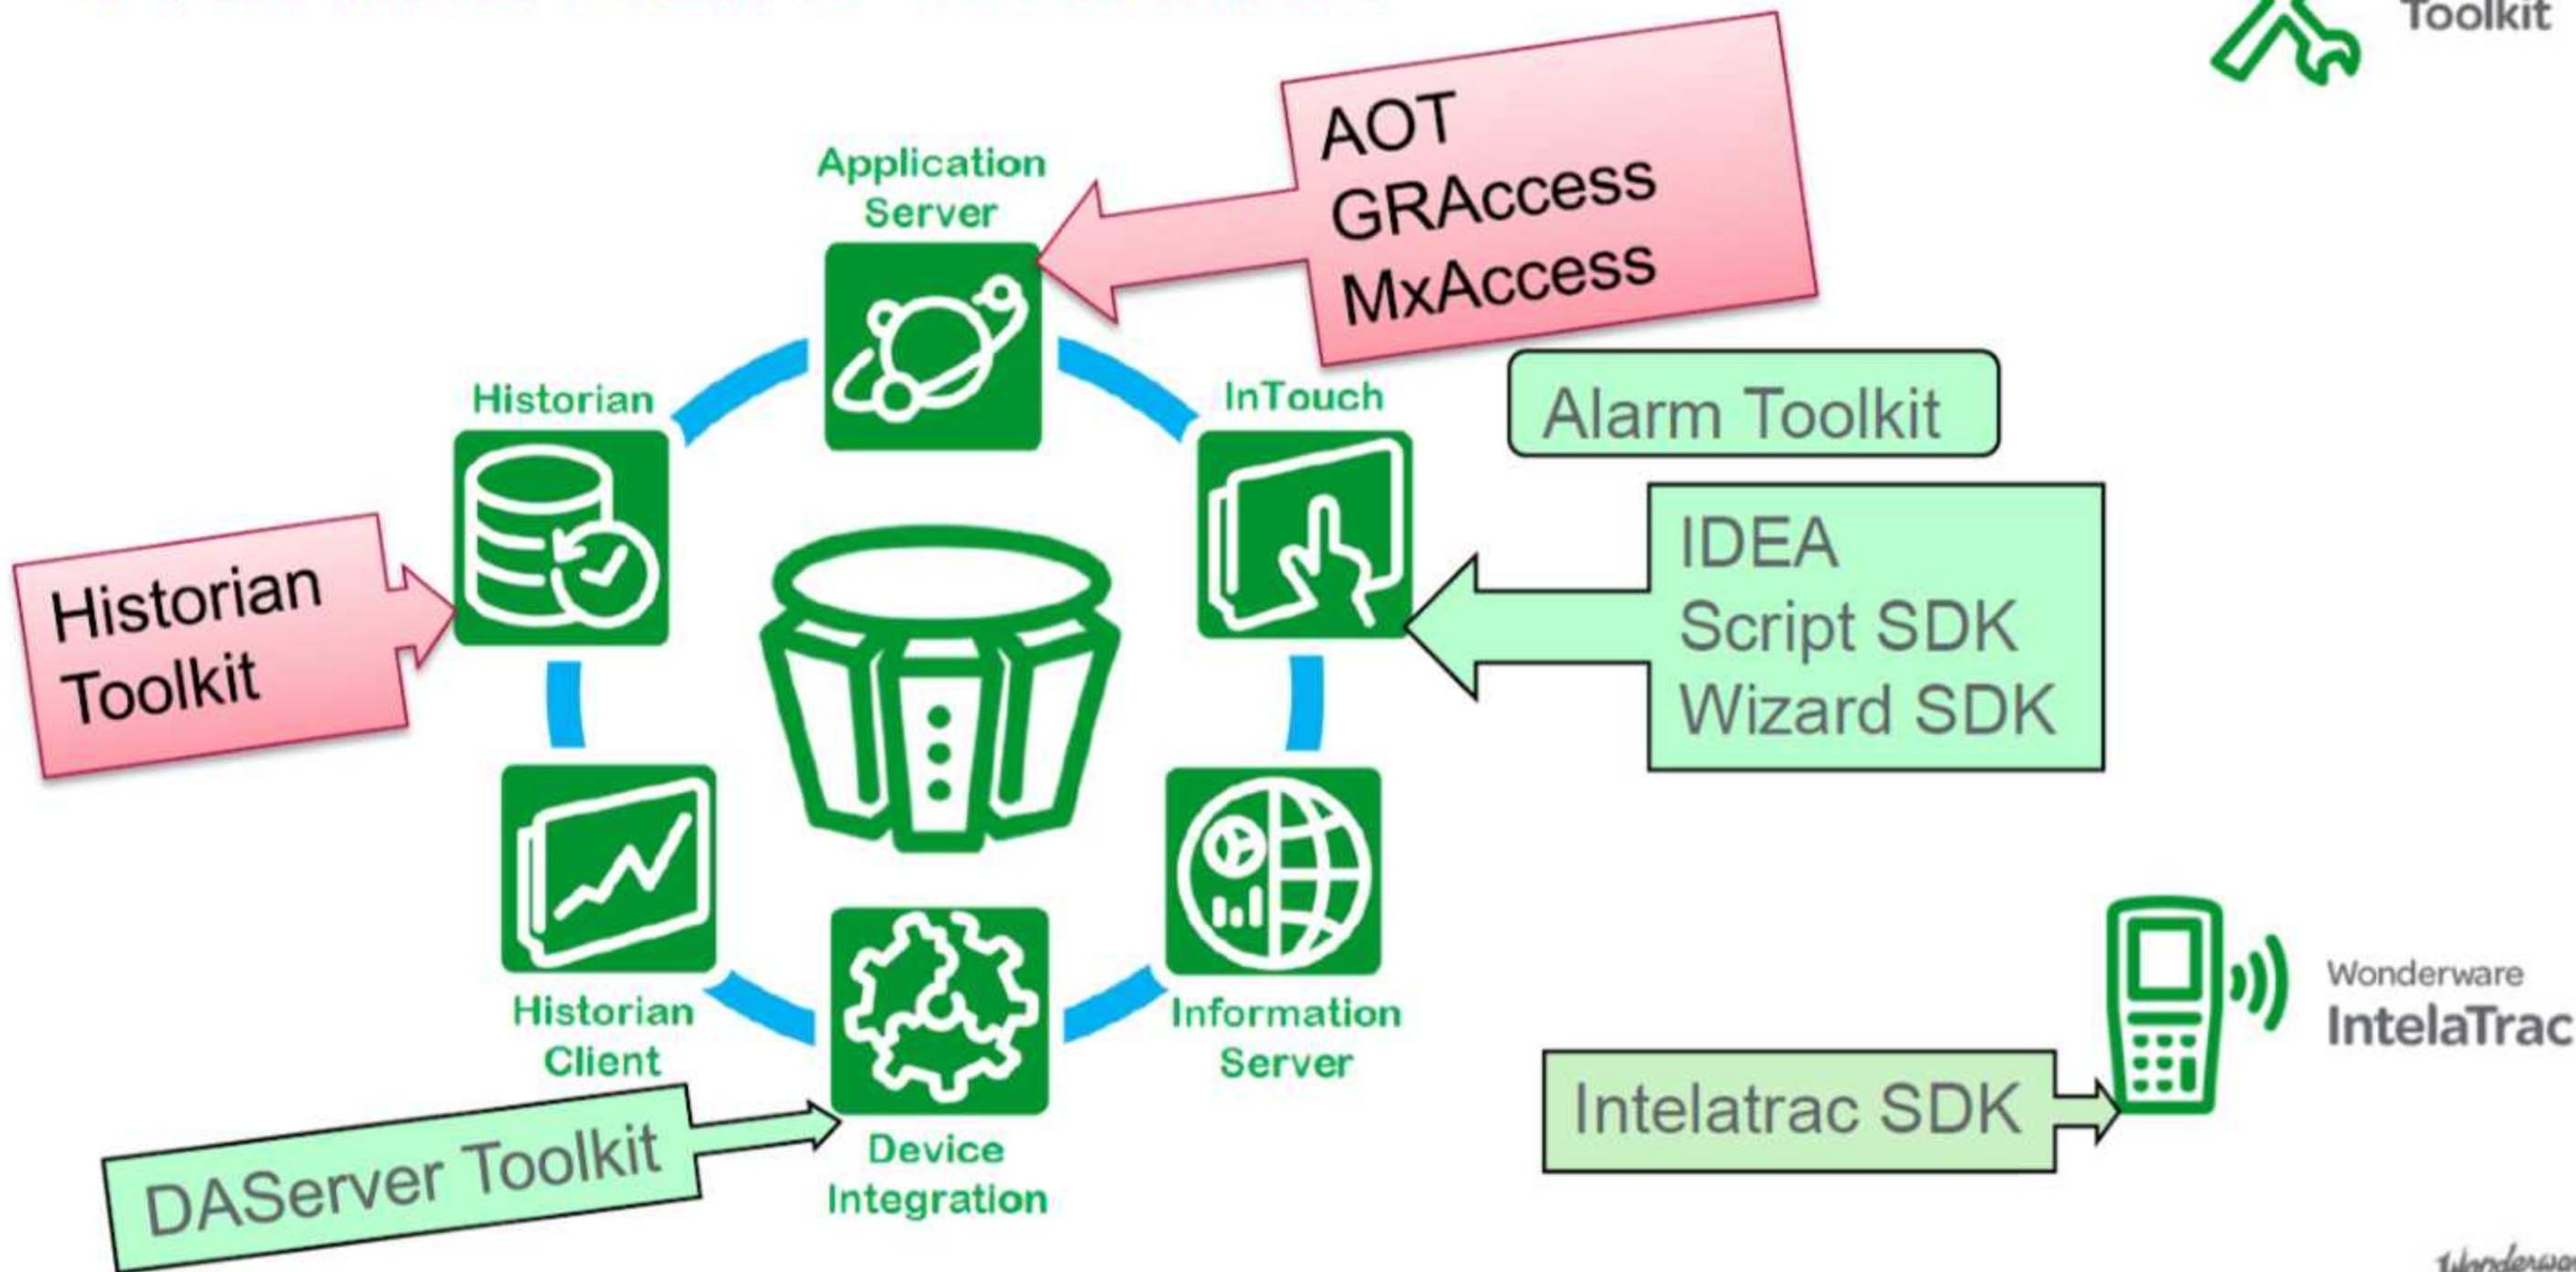 Toolkit
AOT
GRAccess
MxAccess
Application
Server
Historian
InTouch
Alarm Toolkit
IDEA
Script SDK
Wizard SDK
Historian
Toolkit
Historian
Client
Information
Server
Wonderware
IntelaTrac
Intelatrac SDK
DAServer Toolkit
Device
Integration